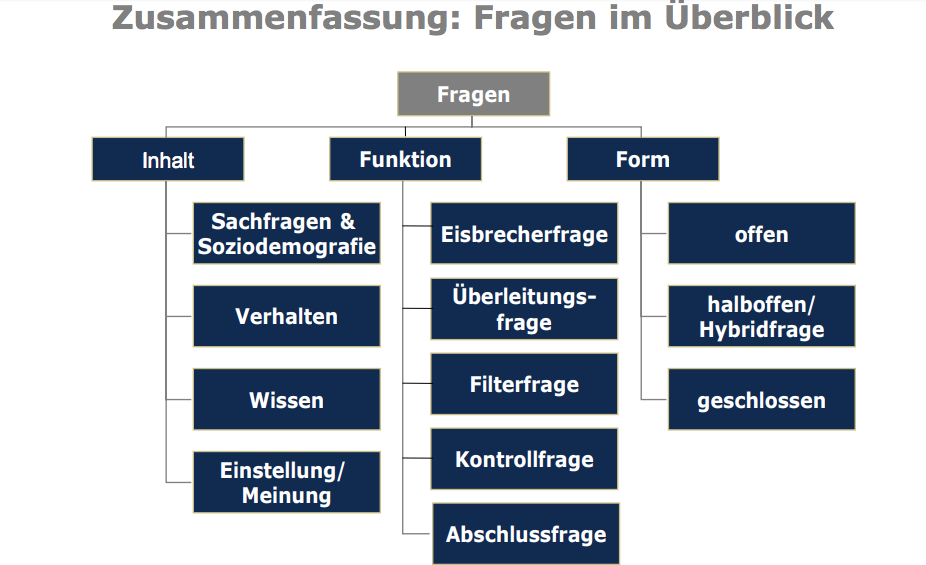 Zusammenfassung: Fragen im Überblick
Fragen
Inhalt
Funktion
Form
Sachfragen &
Soziodemografie
Verhalten
Wissen
Einstellung/
Meinung
Eisbrecherfrage
Überleitungs-
frage
Filterfrage
Kontrollfrage
Abschlussfrage
offen
halboffen/
Hybridfrage
geschlossen